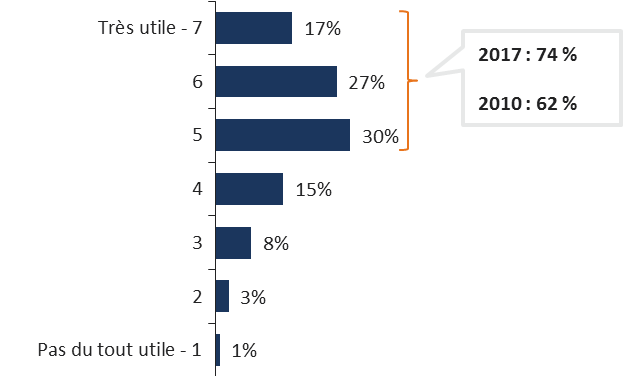 Très utile - 7 17%
6 27%
5 30%
4 15%
3 8%
2 3%
Pas du tout utile - 1 1%
2017 : 74 %
2010 : 62 %